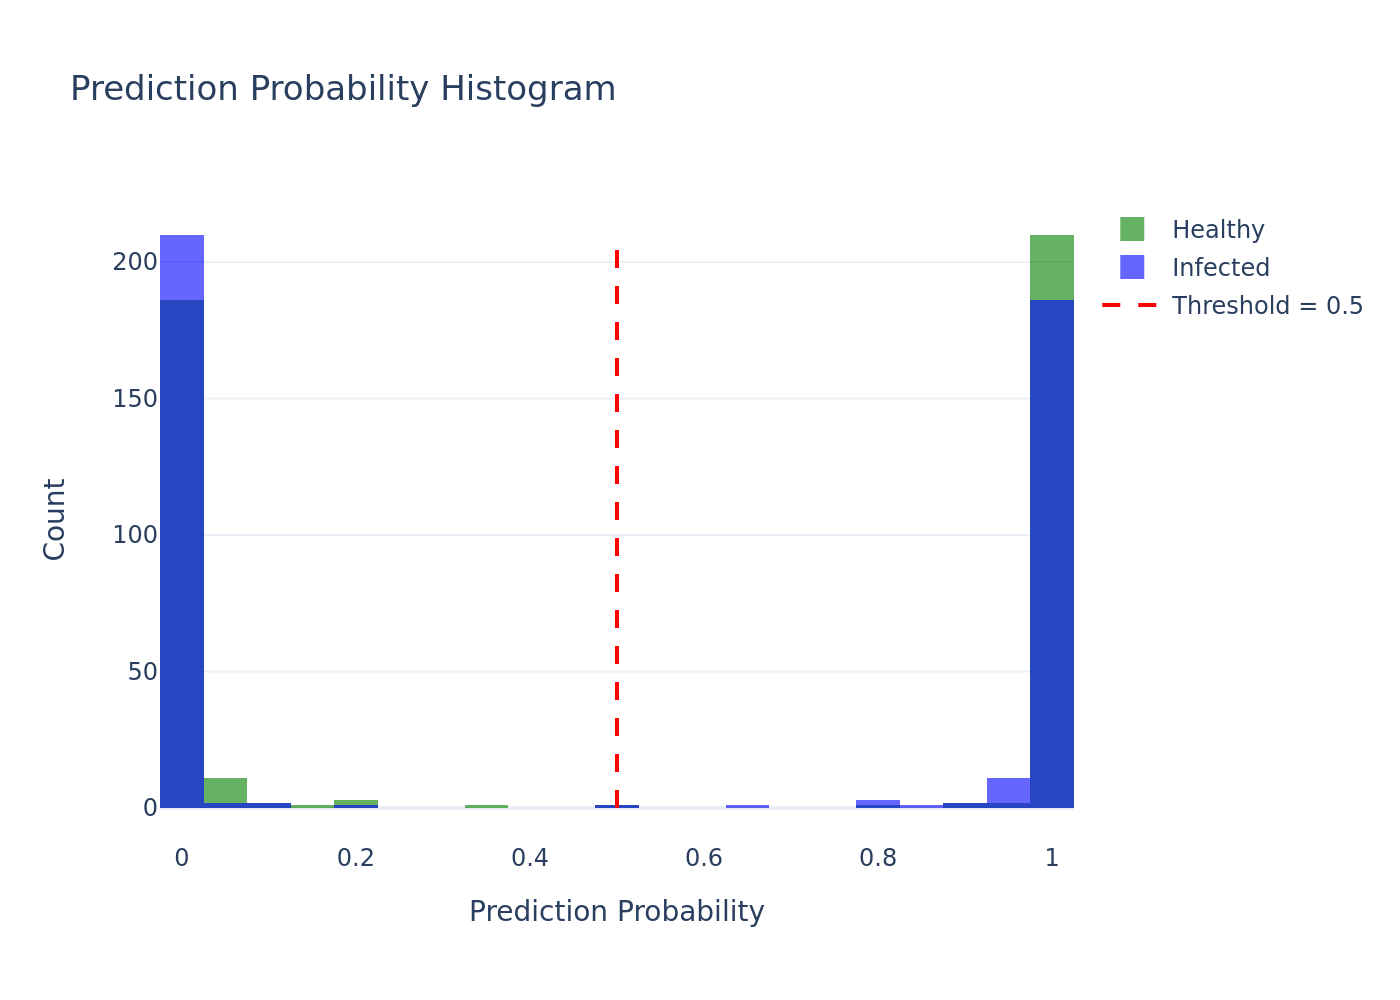 Prediction Probability Histogram
Healthy
Infected
Threshold = 0.5
200
150
100
50
0
Count
0 0.2 0.4 0.6 0.8 1
Prediction Probability